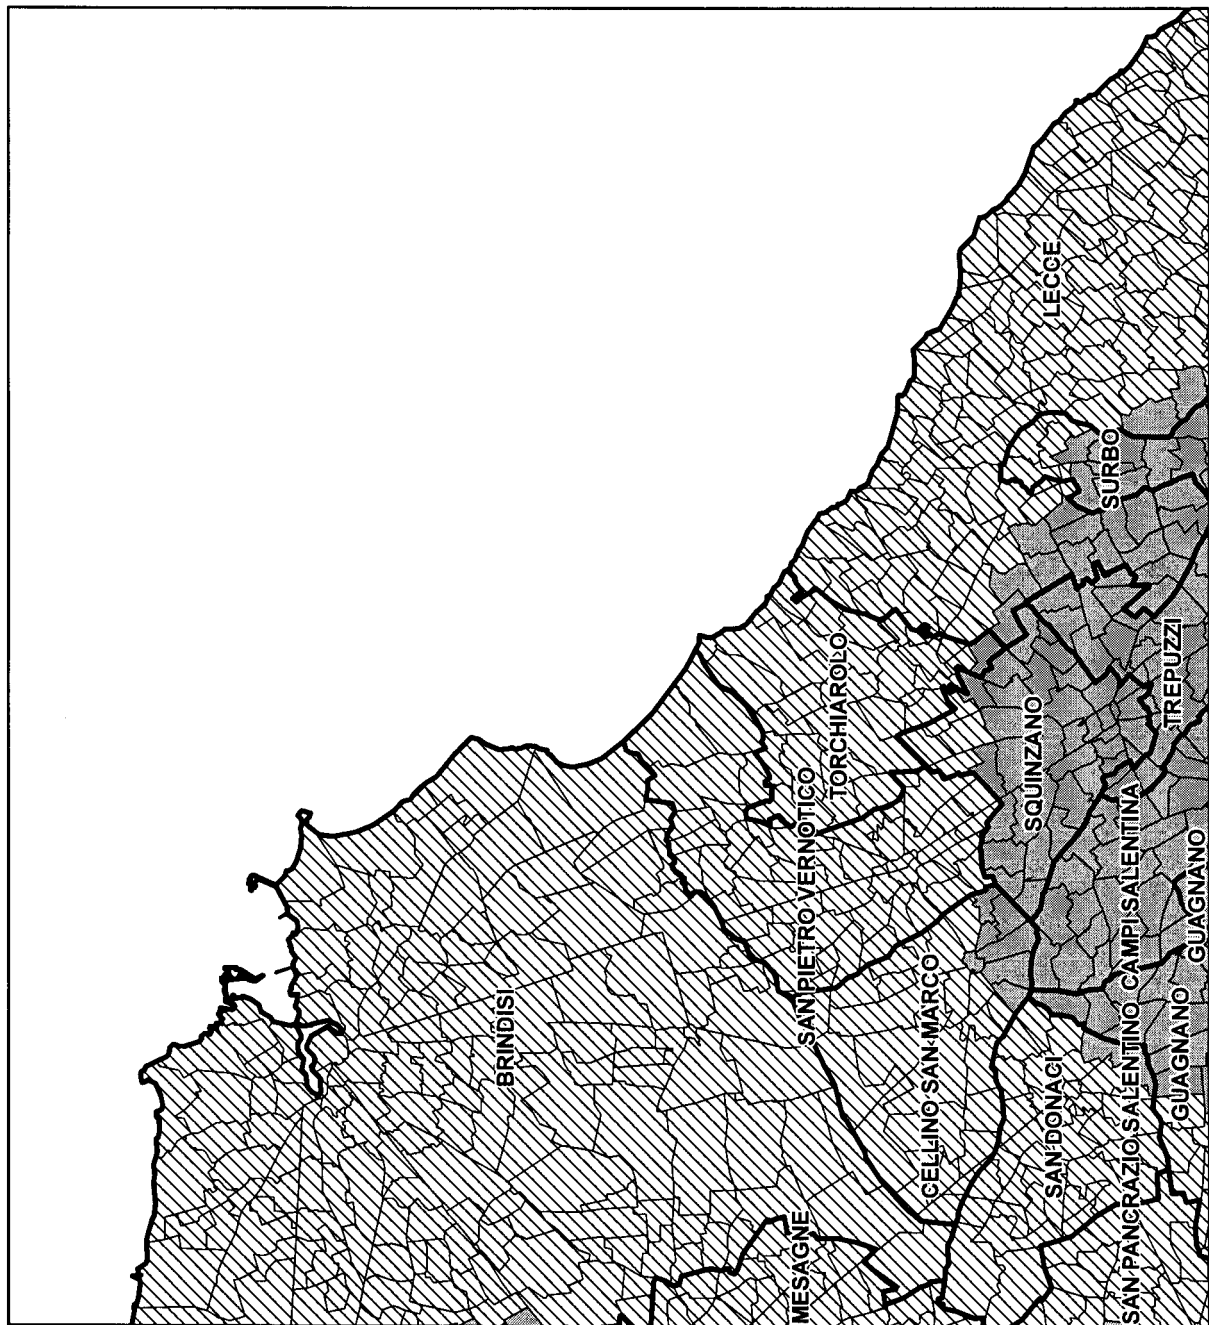 BRINDISI
MESAGNE
SAN PIETRO VERNOTICO
TORCHIAROLO
CELLINO SAN MARCO
SQUINZANO
LECCE
SAN DONACI
SURBO
SAN PANCRAZIO SALENTINO
CAMPI SALENTINA
TREPUZZI
GUAGNANO
GUAGNANO